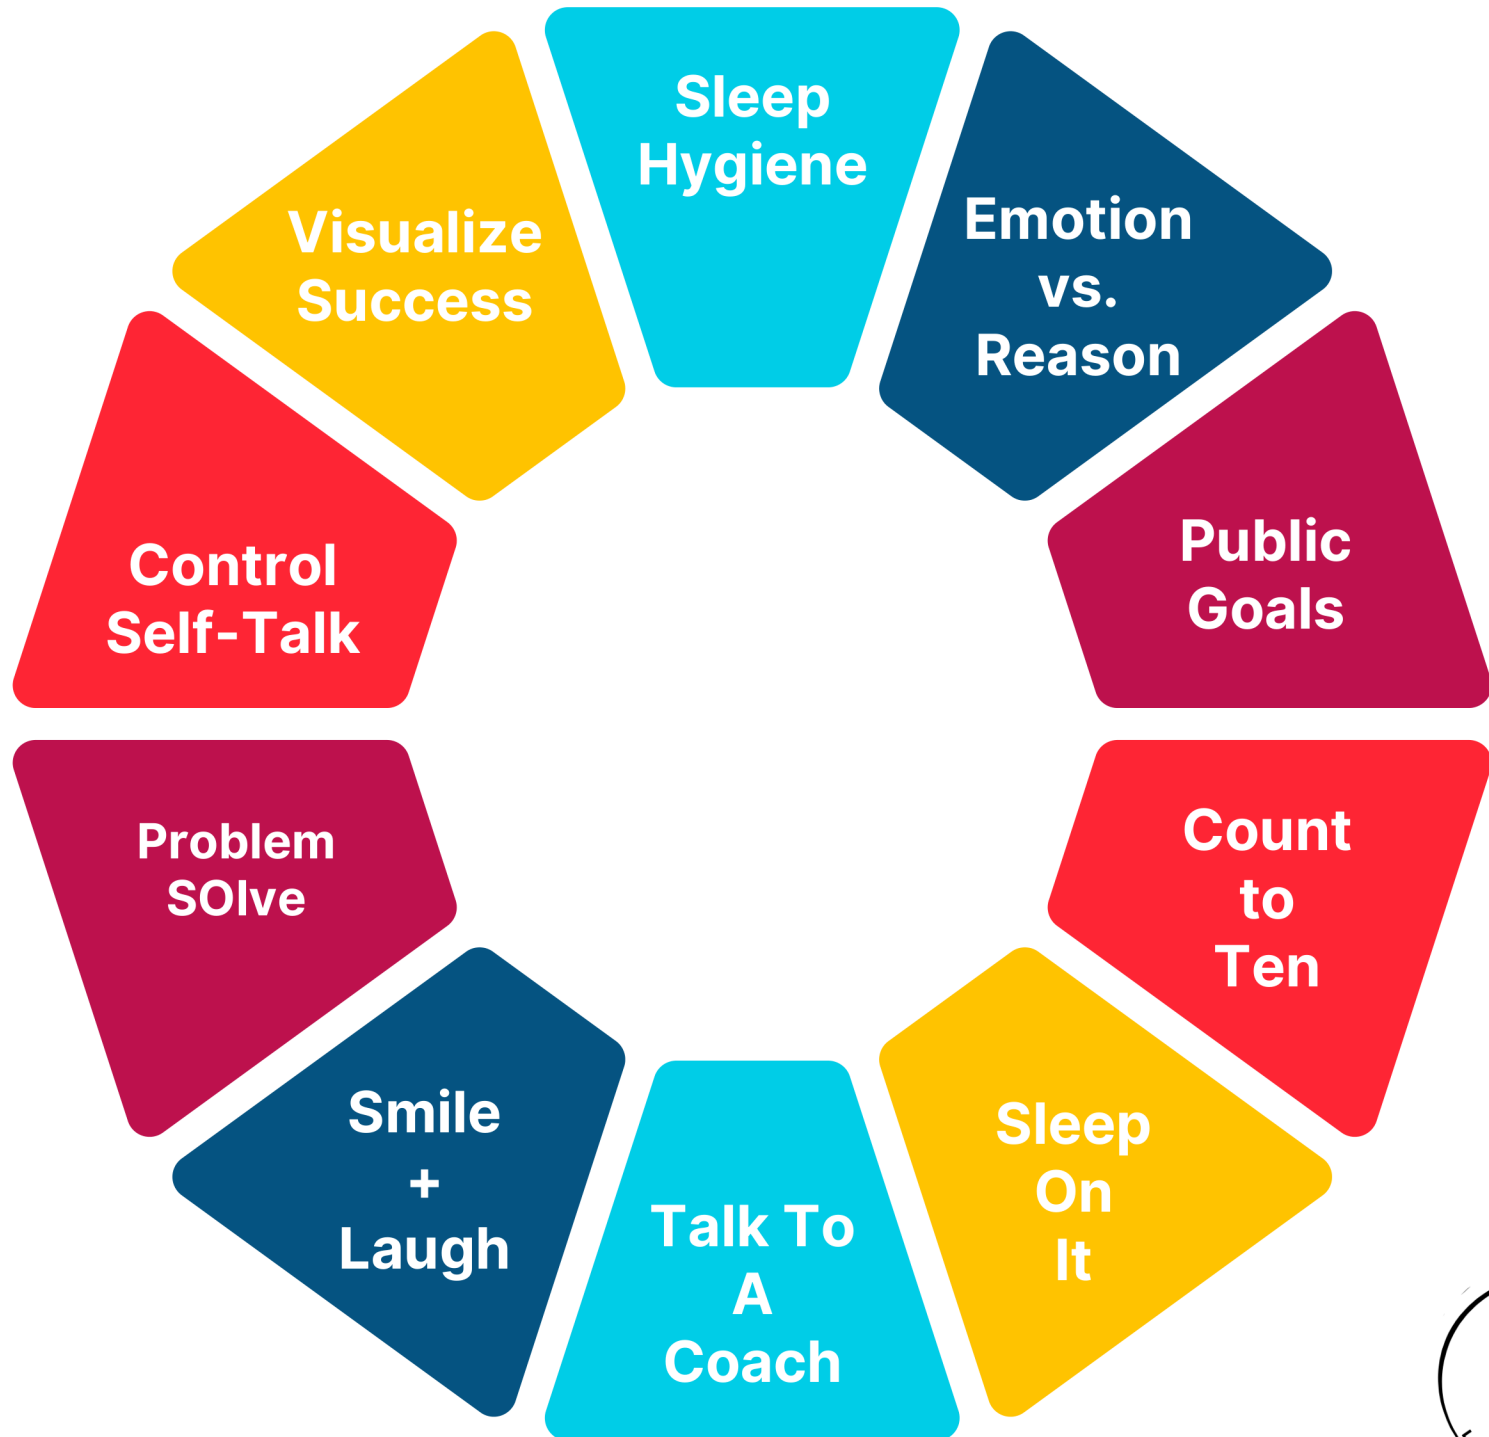 Sleep
Hygiene
Emotion
vs.
Reason
Public
Goals
Count
to
Ten
Sleep
On
It
Talk To
A
Coach
Smile
+
Laugh
Problem
SOlve
Control
Self-Talk
Visualize
Success